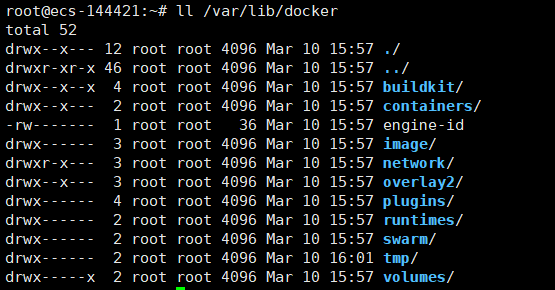 root@ecs-144421:~# ll /var/lib/docker
total 52
drwx--x--- 12 root root 4096 Mar 10 15:57 ./
drwxr-xr-x 46 root root 4096 Mar 10 15:57 ../
drwx--x--x  4 root root 4096 Mar 10 15:57 buildkit/
drwx--x---  2 root root 4096 Mar 10 15:57 containers/
-rw-------  1 root root   36 Mar 10 15:57 engine-id
drwx------  3 root root 4096 Mar 10 15:57 image/
drwxr-x---  3 root root 4096 Mar 10 15:57 network/
drwx--x---  3 root root 4096 Mar 10 15:57 overlay2/
drwx------  4 root root 4096 Mar 10 15:57 plugins/
drwx------  2 root root 4096 Mar 10 15:57 runtimes/
drwx------  2 root root 4096 Mar 10 15:57 swarm/
drwx------  2 root root 4096 Mar 10 16:01 tmp/
drwx-----x  2 root root 4096 Mar 10 15:57 volumes/